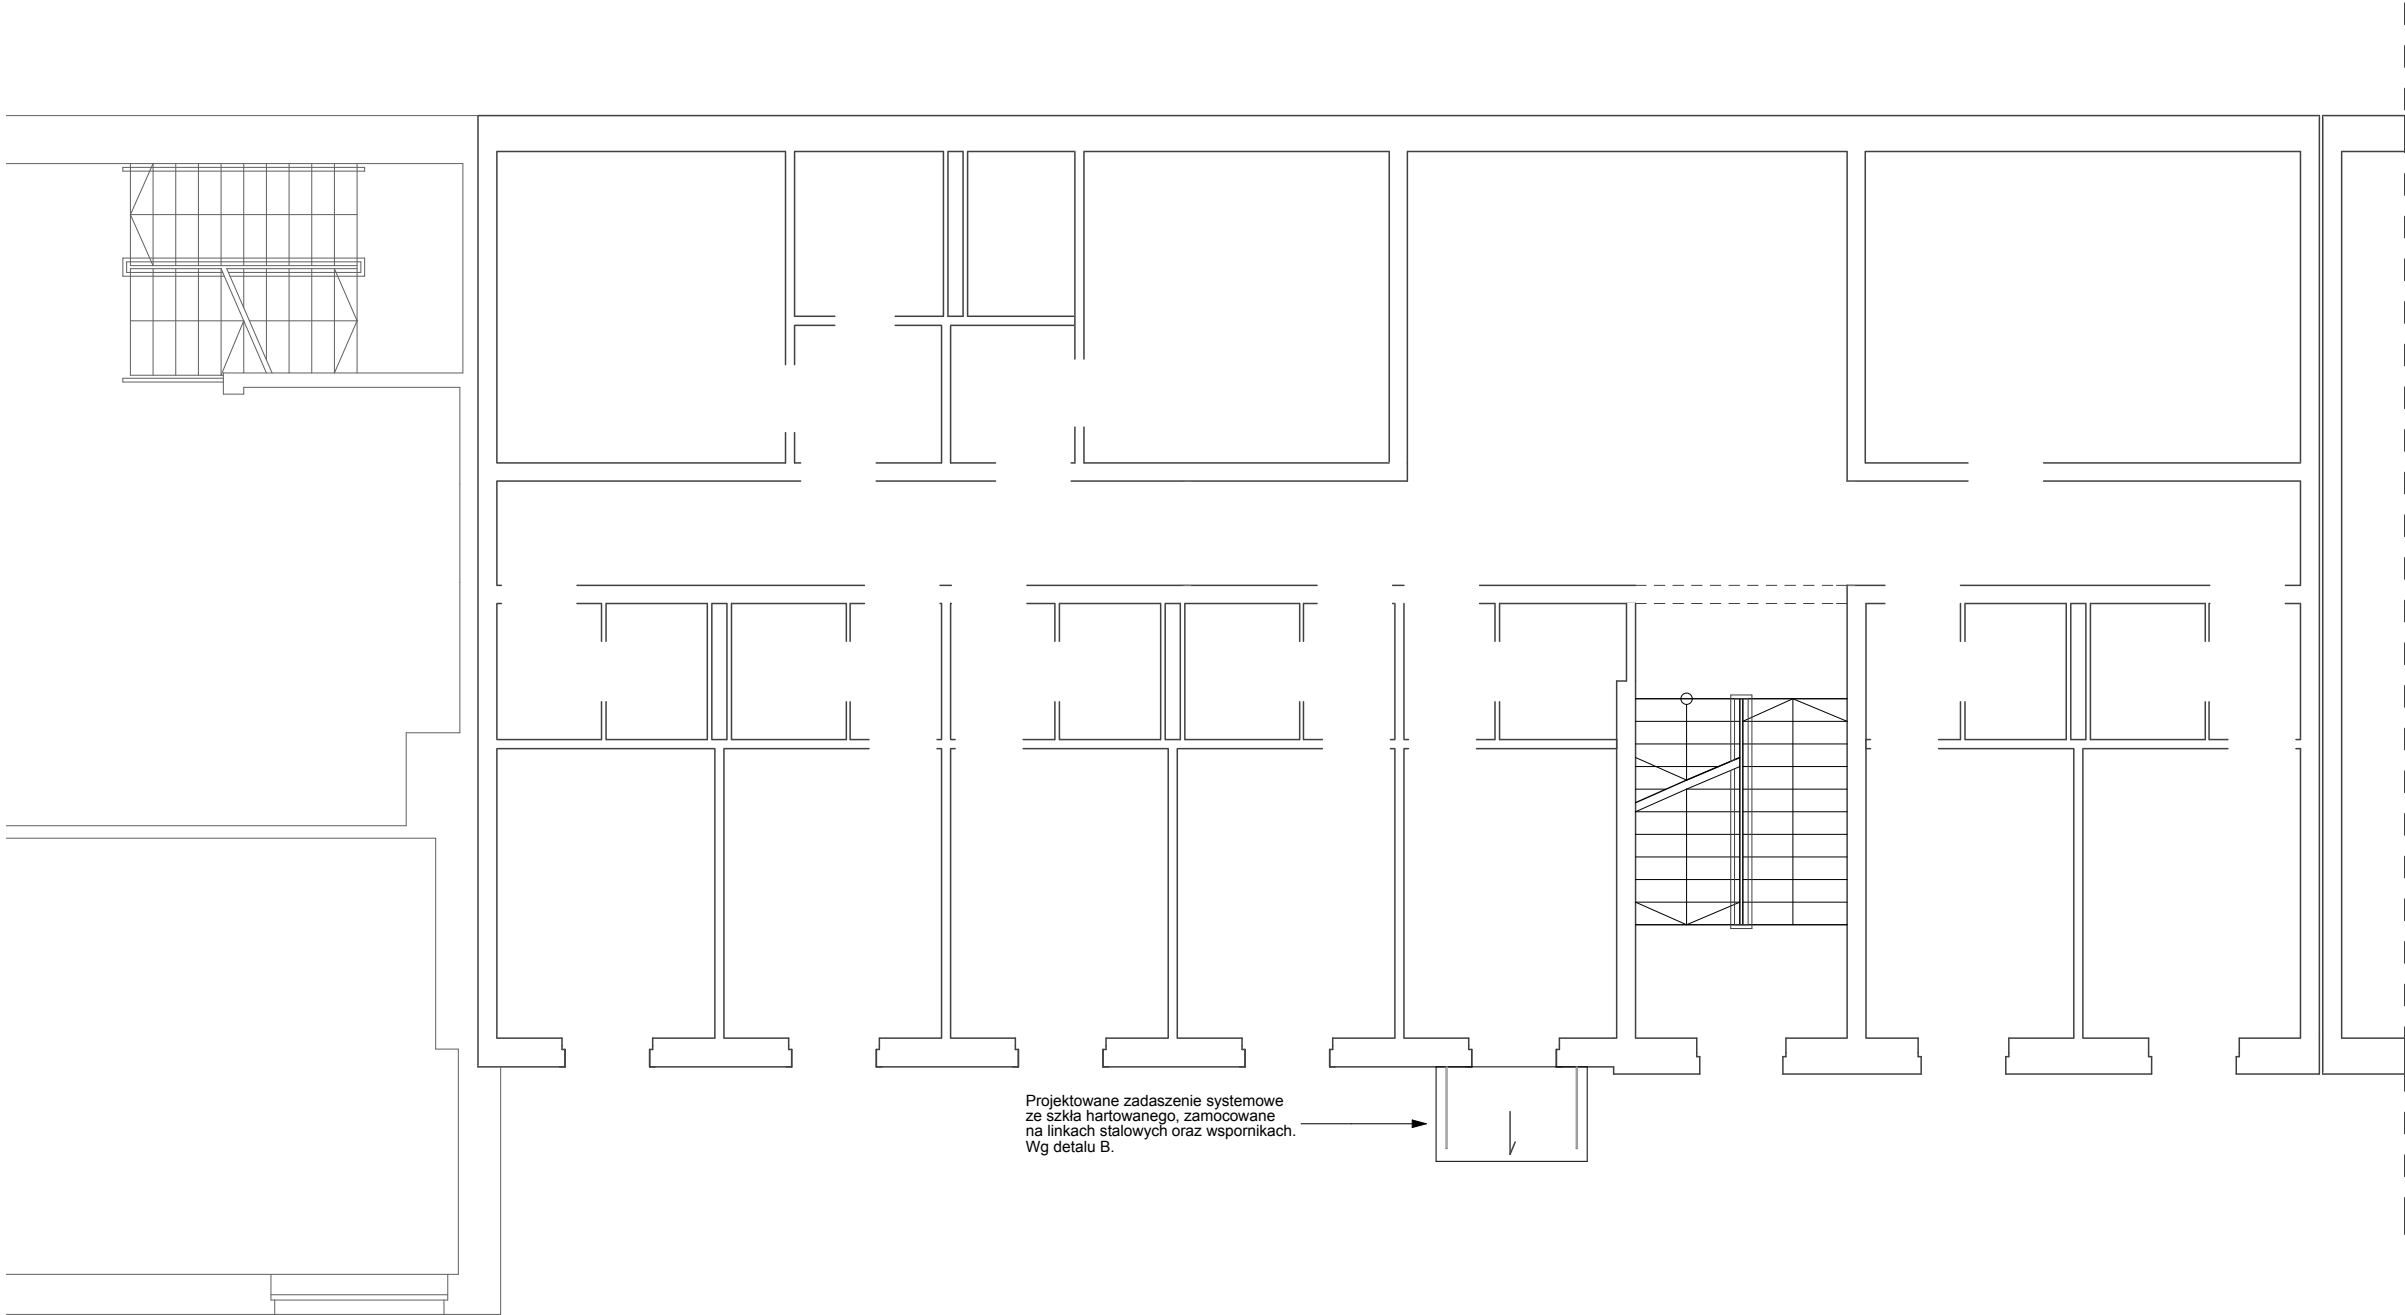 Projektowane zadaszenie systemowe
ze szkła hartowanego, zamocowane
na linkach stalowych oraz wspornikach.
Wg detalu B.